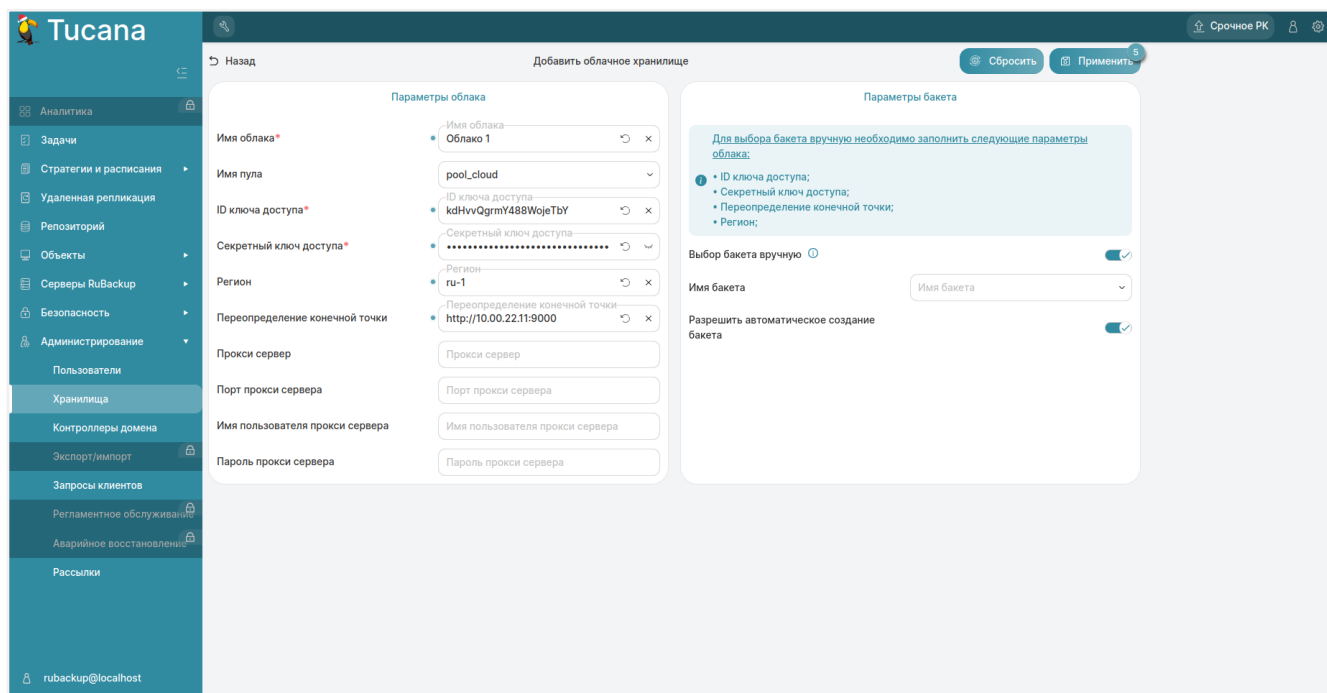 Tucana
Срочное РК
Аналитика
Задачи
Стратегии и расписания
Удаленная репликация
Репозиторий
Объекты
Серверы RuBackup
Безопасность
Администрирование
Пользователи
Хранилища
Контроллеры домена
Экспорт/импорт
Запросы клиентов
Регламентное обслуживание
Аварийное восстановление
Рассылки
rubackup@localhost
Назад
Добавить облачное хранилище
Сбросить
Применить
5
Параметры облака
Имя облака*
Имя облака
Облако 1
Имя пула
pool_cloud
ID ключа доступа*
ID ключа доступа
kdHvvQgrmY488WojeTbY
Секретный ключ доступа*
Секретный ключ доступа
•••••••••••••••••••••••••••••••
Регион
Регион
ru-1
Переопределение конечной точки
Переопределение конечной точки
http://10.00.22.11:9000
Прокси сервер
Прокси сервер
Порт прокси сервера
Порт прокси сервера
Имя пользователя прокси сервера
Имя пользователя прокси сервера
Пароль прокси сервера
Пароль прокси сервера
Параметры бакета
Для выбора бакета вручную необходимо заполнить следующие параметры
облака:
• ID ключа доступа;
• Секретный ключ доступа;
• Переопределение конечной точки;
• Регион;
Выбор бакета вручную
Имя бакета
Имя бакета
Разрешить автоматическое создание
бакета